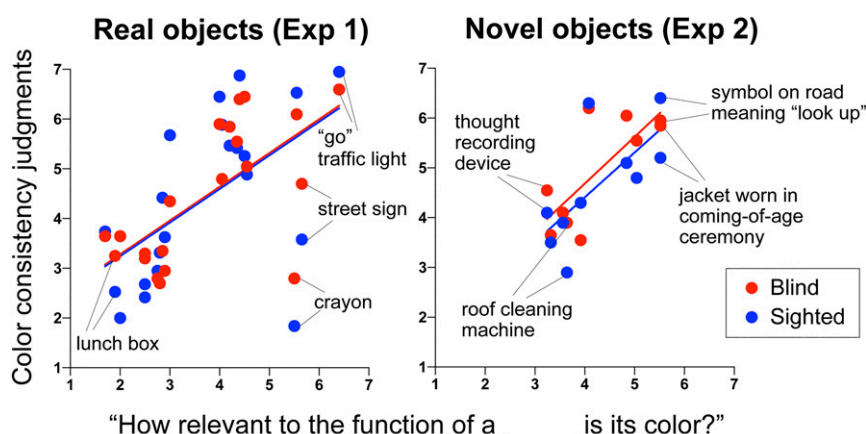 Real objects (Exp 1)
Novel objects (Exp 2)
Color consistency judgments
7
6
5
4
3
2
1
1 2 3 4 5 6 7
"go"
traffic light
street sign
crayon
lunch box
7
6
5
4
3
2
1
1 2 3 4 5 6 7
thought
recording
device
symbol on road
meaning "look up"
jacket worn in
coming-of-age
ceremony
roof cleaning
machine
Blind
Sighted
"How relevant to the function of a is its color?"